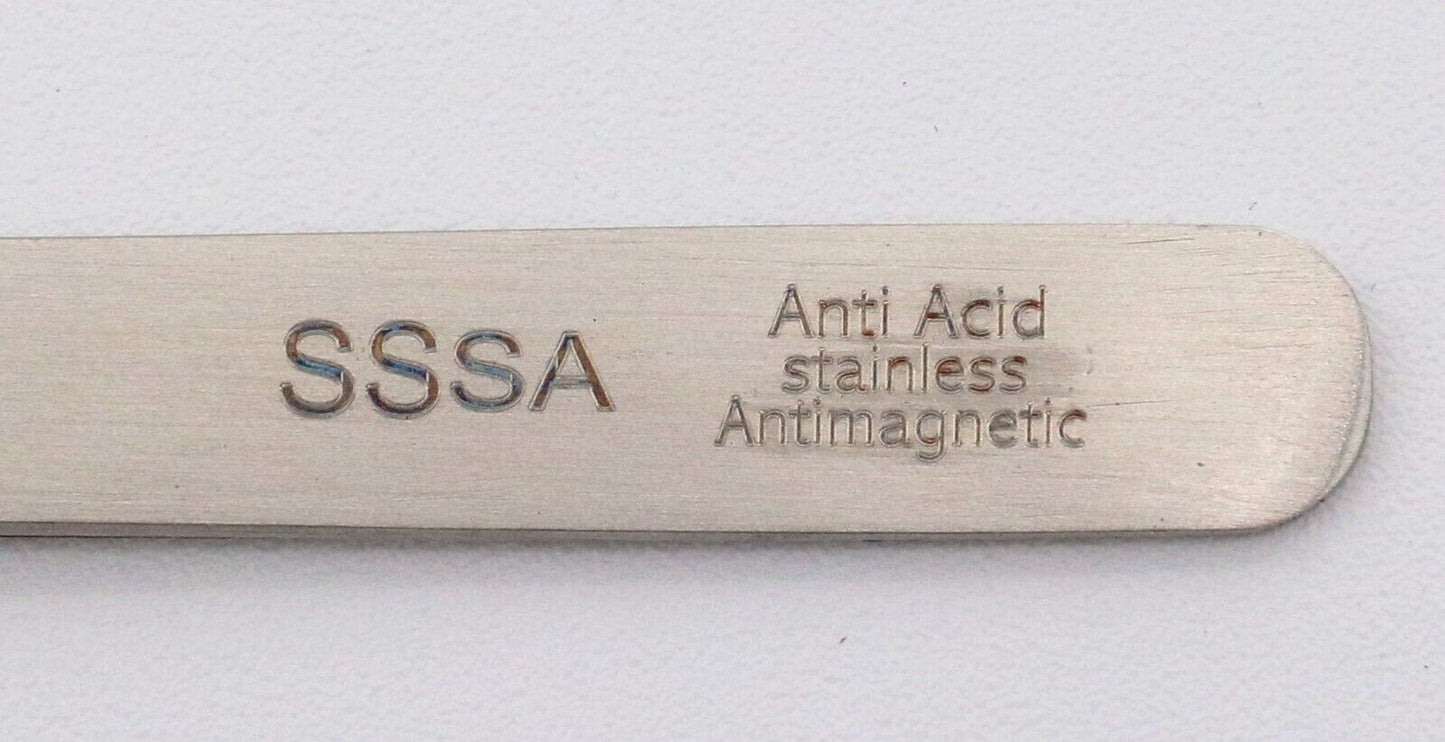 SSSA
Anti Acid
stainless
Antimagnetic